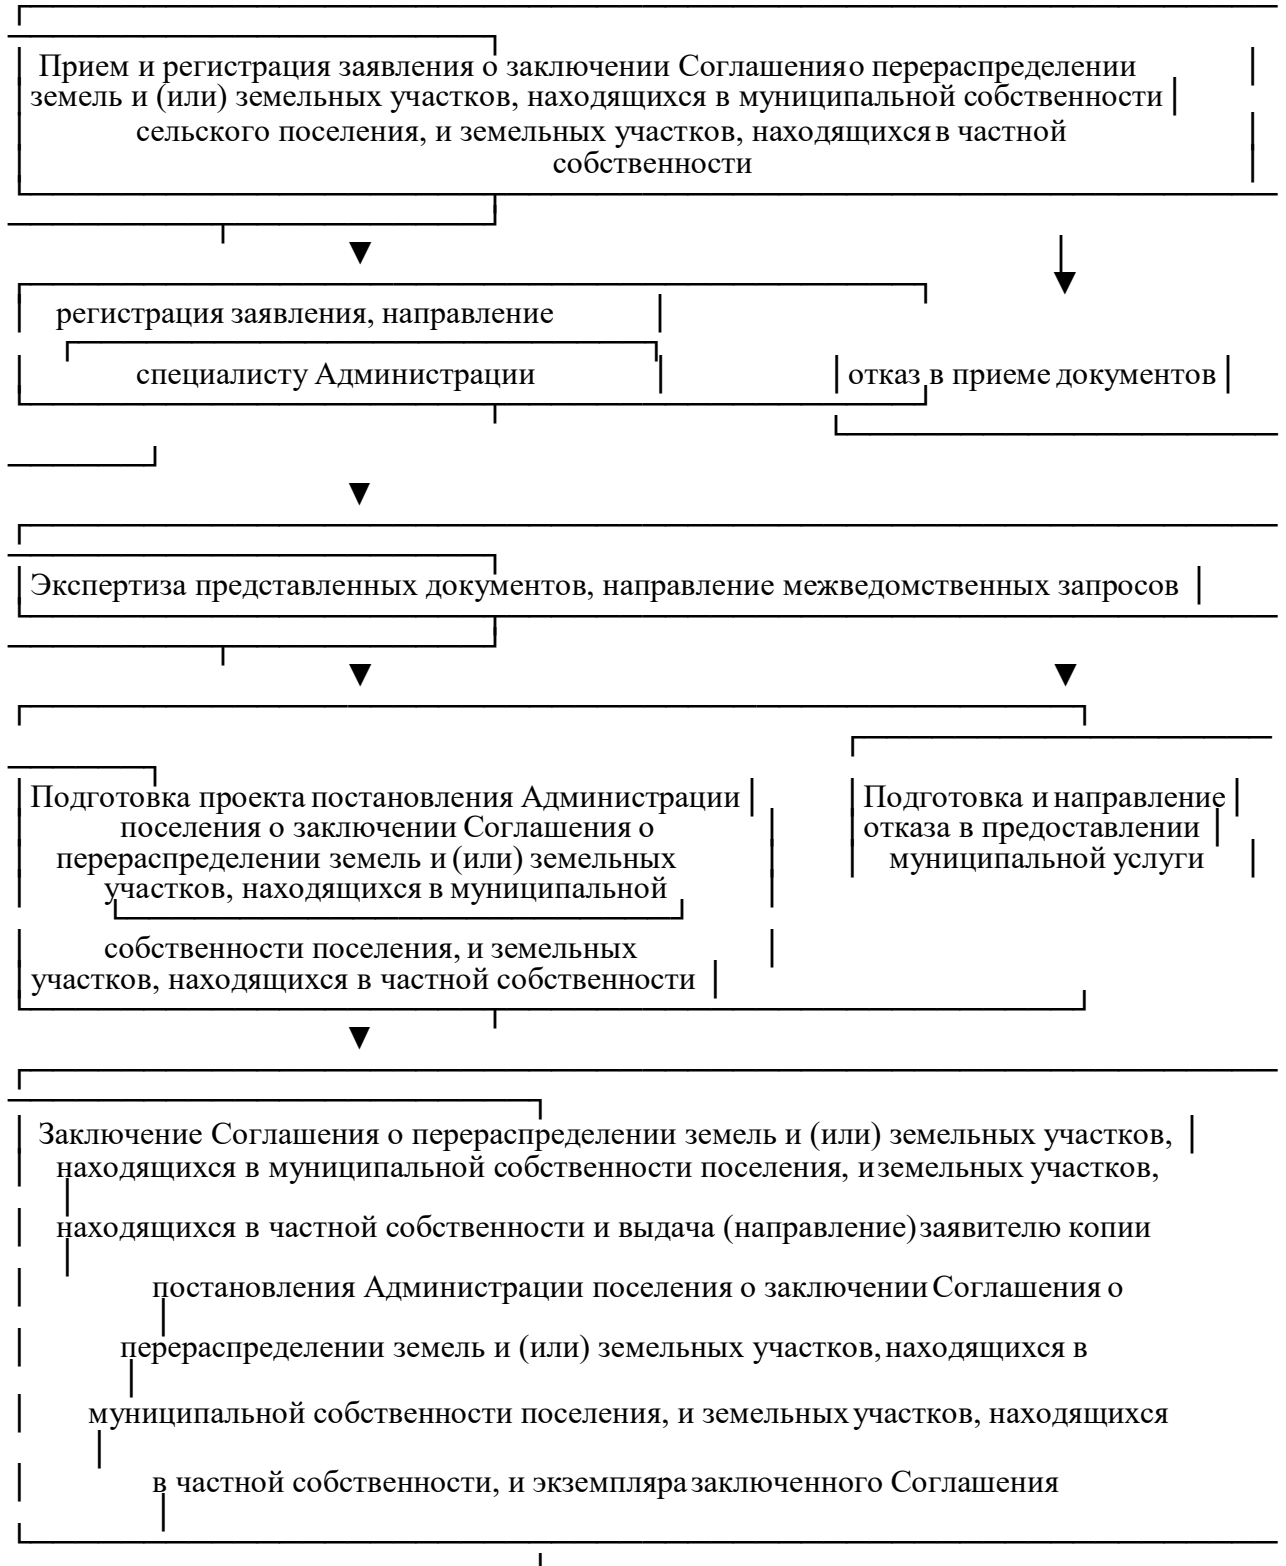 Прием и регистрация заявления о заключении Соглашения о перераспределении
земель и (или) земельных участков, находящихся в муниципальной собственности
сельского поселения, и земельных участков, находящихся в частной
собственности
регистрация заявления, направление
специалисту Администрации
отказ в приеме документов
Экспертиза представленных документов, направление межведомственных запросов
Подготовка проекта постановления Администрации
поселения о заключении Соглашения о
перераспределении земель и (или) земельных
участков, находящихся в муниципальной
собственности поселения, и земельных
участков, находящихся в частной собственности
Подготовка и направление
отказа в предоставлении
муниципальной услуги
Заключение Соглашения о перераспределении земель и (или) земельных участков,
находящихся в муниципальной собственности поселения, и земельных участков,
находящихся в частной собственности и выдача (направление) заявителю копии
постановления Администрации поселения о заключении Соглашения о
перераспределении земель и (или) земельных участков, находящихся в
муниципальной собственности поселения, и земельных участков, находящихся
в частной собственности, и экземпляра заключенного Соглашения